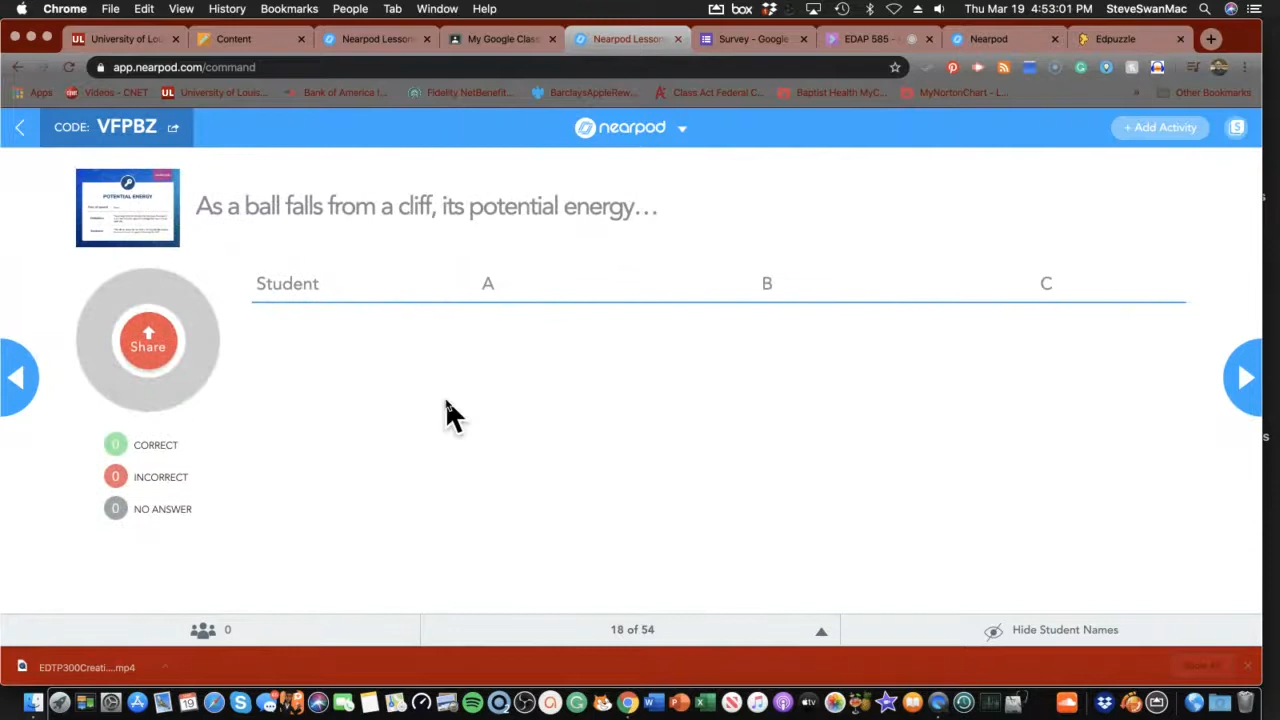 Chrome File Edit View History Bookmarks People Tab Window Help box Thu Mar 19 4:53:01 PM SteveSwanMac
University of Lou Content Nearpod Lesson My Google Clas Nearpod Lesson Survey - Google EDAP 585 - Nearpod Edpuzzle
app.nearpod.com/command
Apps Videos - CNET UL University of Louis... Bank of America I... Fidelity NetBenefit... BarclaysAppleRew... Class Act Federal C... Baptist Health MyC... MyNortonChart - L... » Other Bookmarks
CODE: VFPBZ nearpod + Add Activity
POTENTIAL ENERGY
As a ball falls from a cliff, its potential energy…
Student A B C
Share
0 CORRECT
0 INCORRECT
0 NO ANSWER
0 18 of 54 Hide Student Names
EDTP300Creati....mp4 Show All